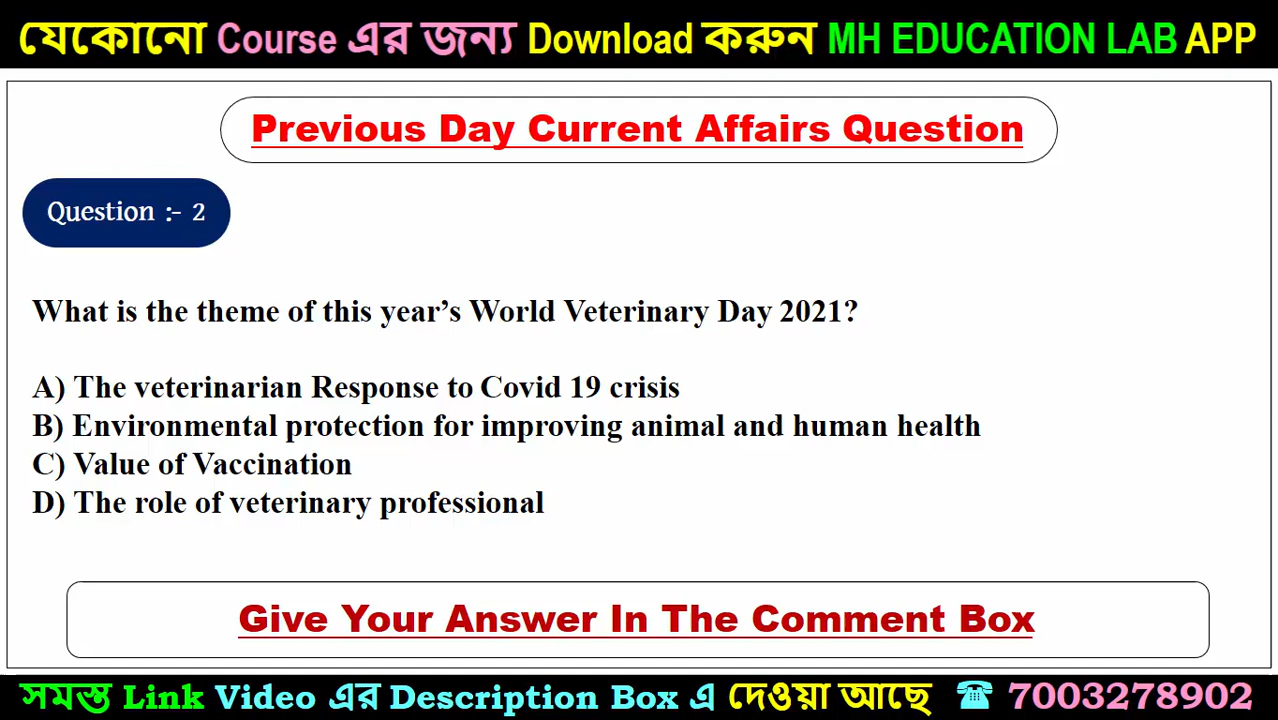 যেকোনো Course এর জন্য Download করুন MH EDUCATION LAB APP
Previous Day Current Affairs Question
Question :- 2
What is the theme of this year’s World Veterinary Day 2021?
A) The veterinarian Response to Covid 19 crisis
B) Environmental protection for improving animal and human health
C) Value of Vaccination
D) The role of veterinary professional
Give Your Answer In The Comment Box
সমস্ত Link Video এর Description Box এ দেওয়া আছে ☎ 7003278902